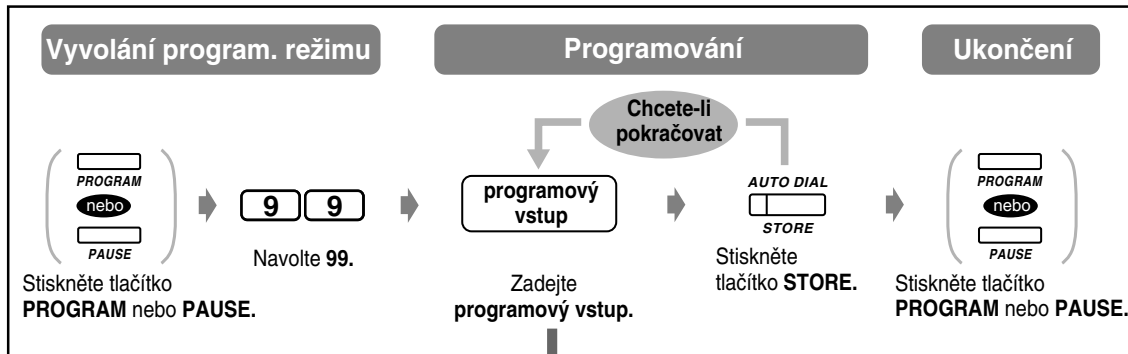 Vyvolání program. režimu
Programování
Ukončení
Chcete-li
pokračovat
PROGRAM
nebo
PAUSE
Stiskněte tlačítko
PROGRAM nebo PAUSE.
9 9
Navolte 99.
programový
vstup
Zadejte
programový vstup.
AUTO DIAL
STORE
Stiskněte
tlačítko STORE.
PROGRAM
nebo
PAUSE
Stiskněte tlačítko
PROGRAM nebo PAUSE.